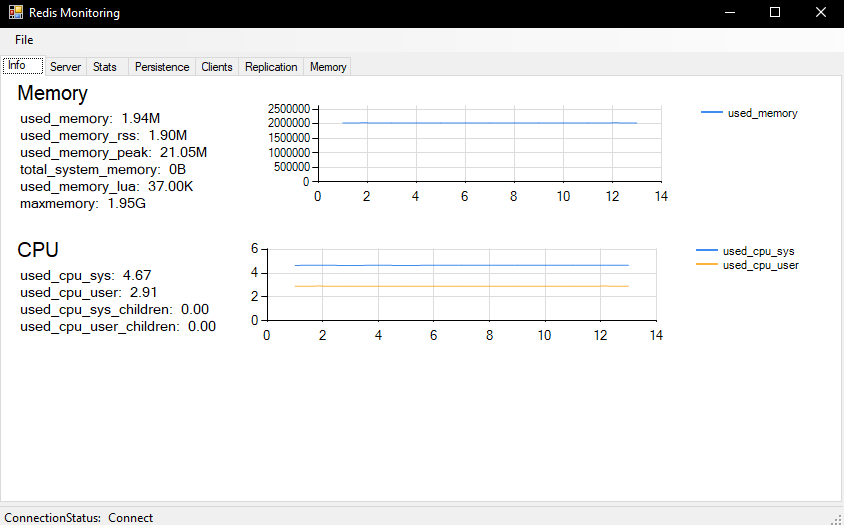 Redis Monitoring
File
Info Server Stats Persistence Clients Replication Memory
Memory
used_memory: 1.94M
used_memory_rss: 1.90M
used_memory_peak: 21.05M
total_system_memory: 0B
used_memory_lua: 37.00K
maxmemory: 1.95G
2500000
2000000
1500000
1000000
500000
0
0 2 4 6 8 10 12 14
used_memory
CPU
used_cpu_sys: 4.67
used_cpu_user: 2.91
used_cpu_sys_children: 0.00
used_cpu_user_children: 0.00
6
4
2
0
0 2 4 6 8 10 12 14
used_cpu_sys
used_cpu_user
ConnectionStatus: Connect